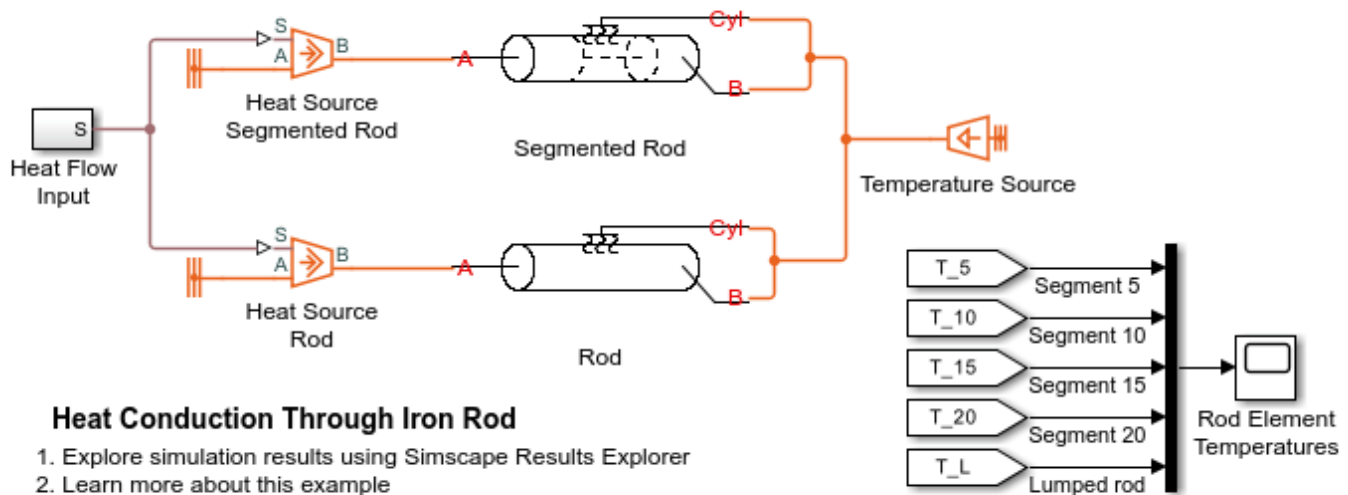 S
Cyl
A
B
A
B
Heat Source
Segmented Rod
S
Heat Flow
Input
Segmented Rod
Temperature Source
S
Cyl
A
B
A
B
Heat Source
Rod
Rod
T_5
Segment 5
T_10
Segment 10
T_15
Segment 15
T_20
Segment 20
T_L
Lumped rod
Rod Element
Temperatures
Heat Conduction Through Iron Rod
1. Explore simulation results using Simscape Results Explorer
2. Learn more about this example